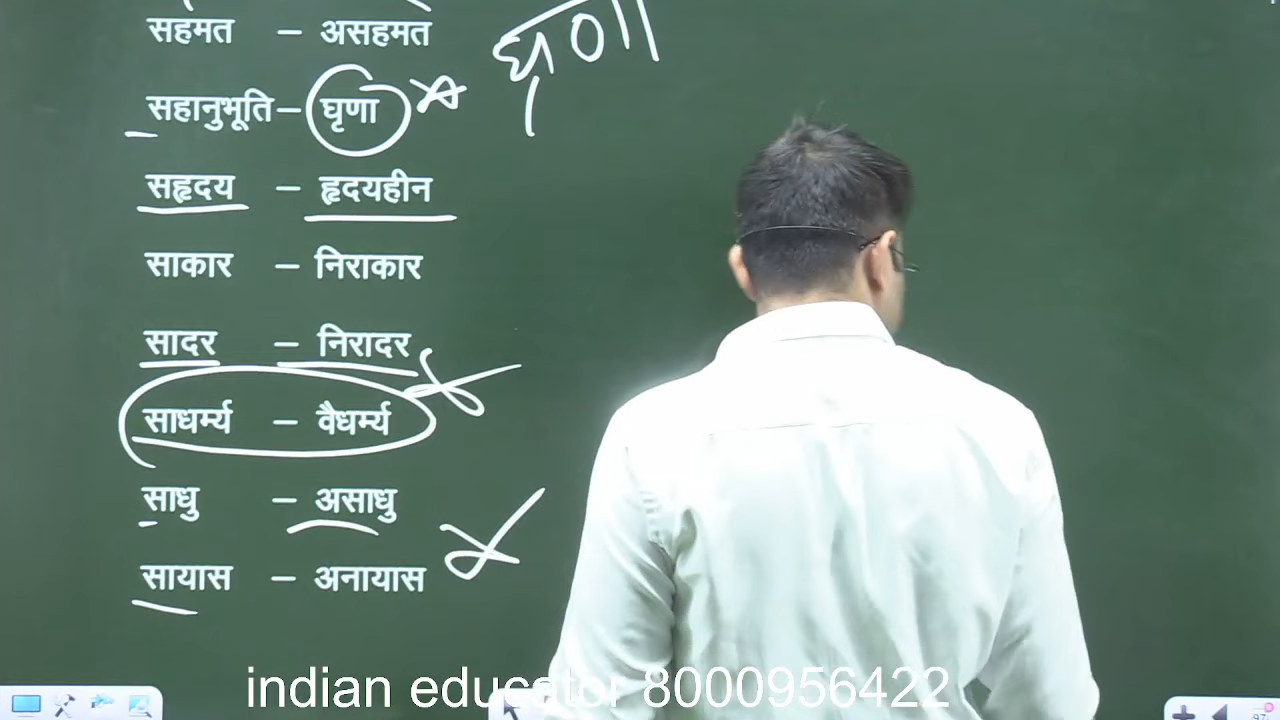 सहमत – असहमत
घृणा
सहानुभूति – घृणा
सहृदय – हृदयहीन
साकार – निराकार
सादर – निरादर
साधर्म्य – वैधर्म्य
साधु – असाधु
सायास – अनायास
indian educator 8000956422